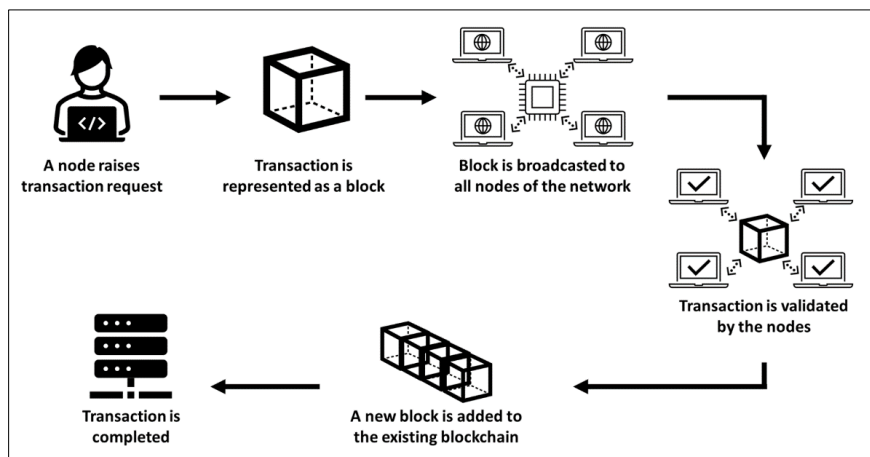 </>
A node raises
transaction request
Transaction is
represented as a block
Block is broadcasted to
all nodes of the network
Transaction is validated
by the nodes
A new block is added to
the existing blockchain
Transaction is
completed